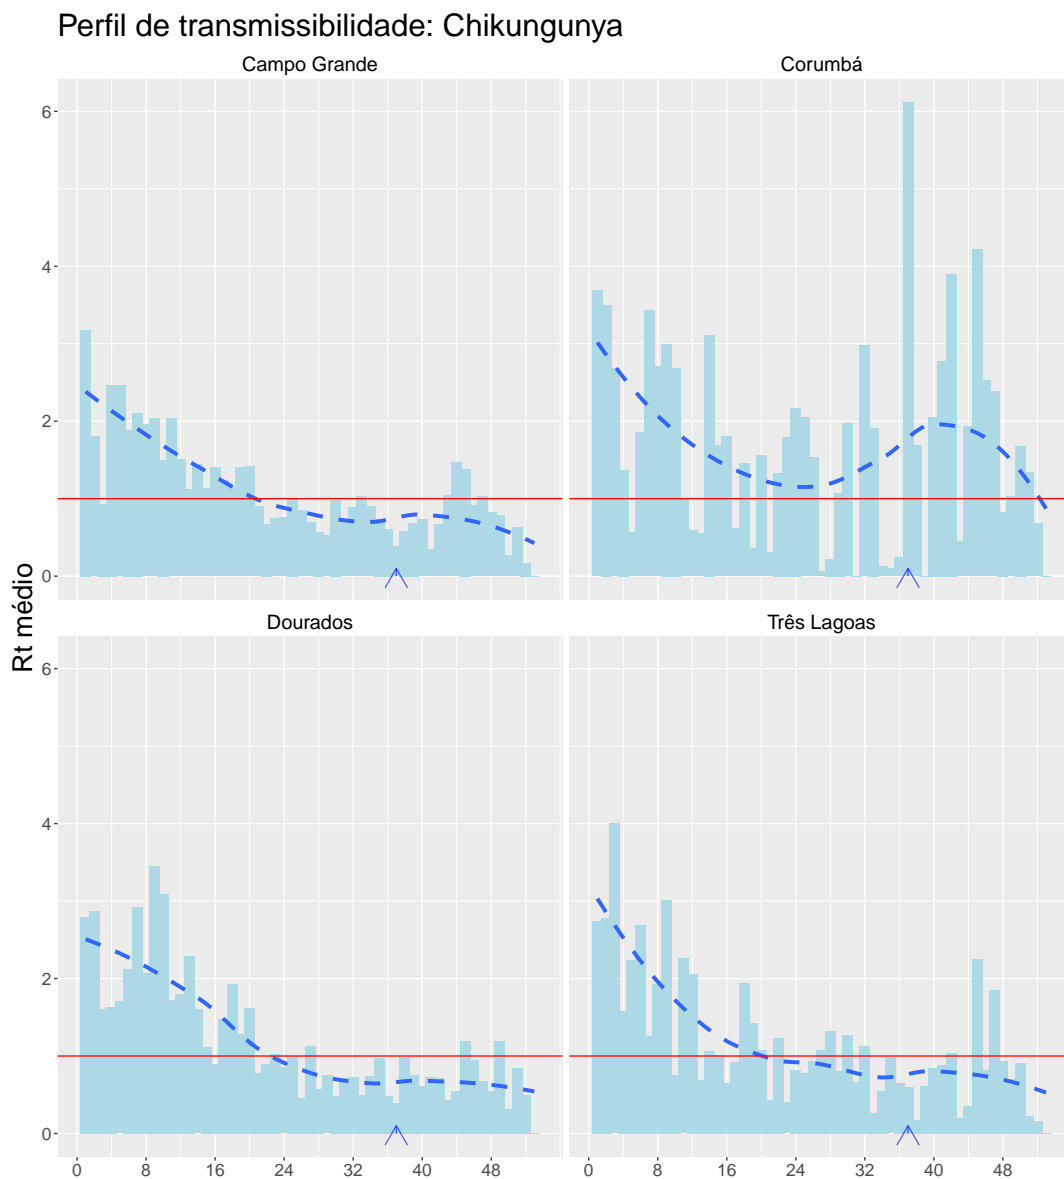 Perfil de transmissibilidade: Chikungunya
Campo Grande
Corumbá
6
4
2
0
Rt médio
Dourados
Três Lagoas
6
4
2
0
0 8 16 24 32 40 48
0 8 16 24 32 40 48